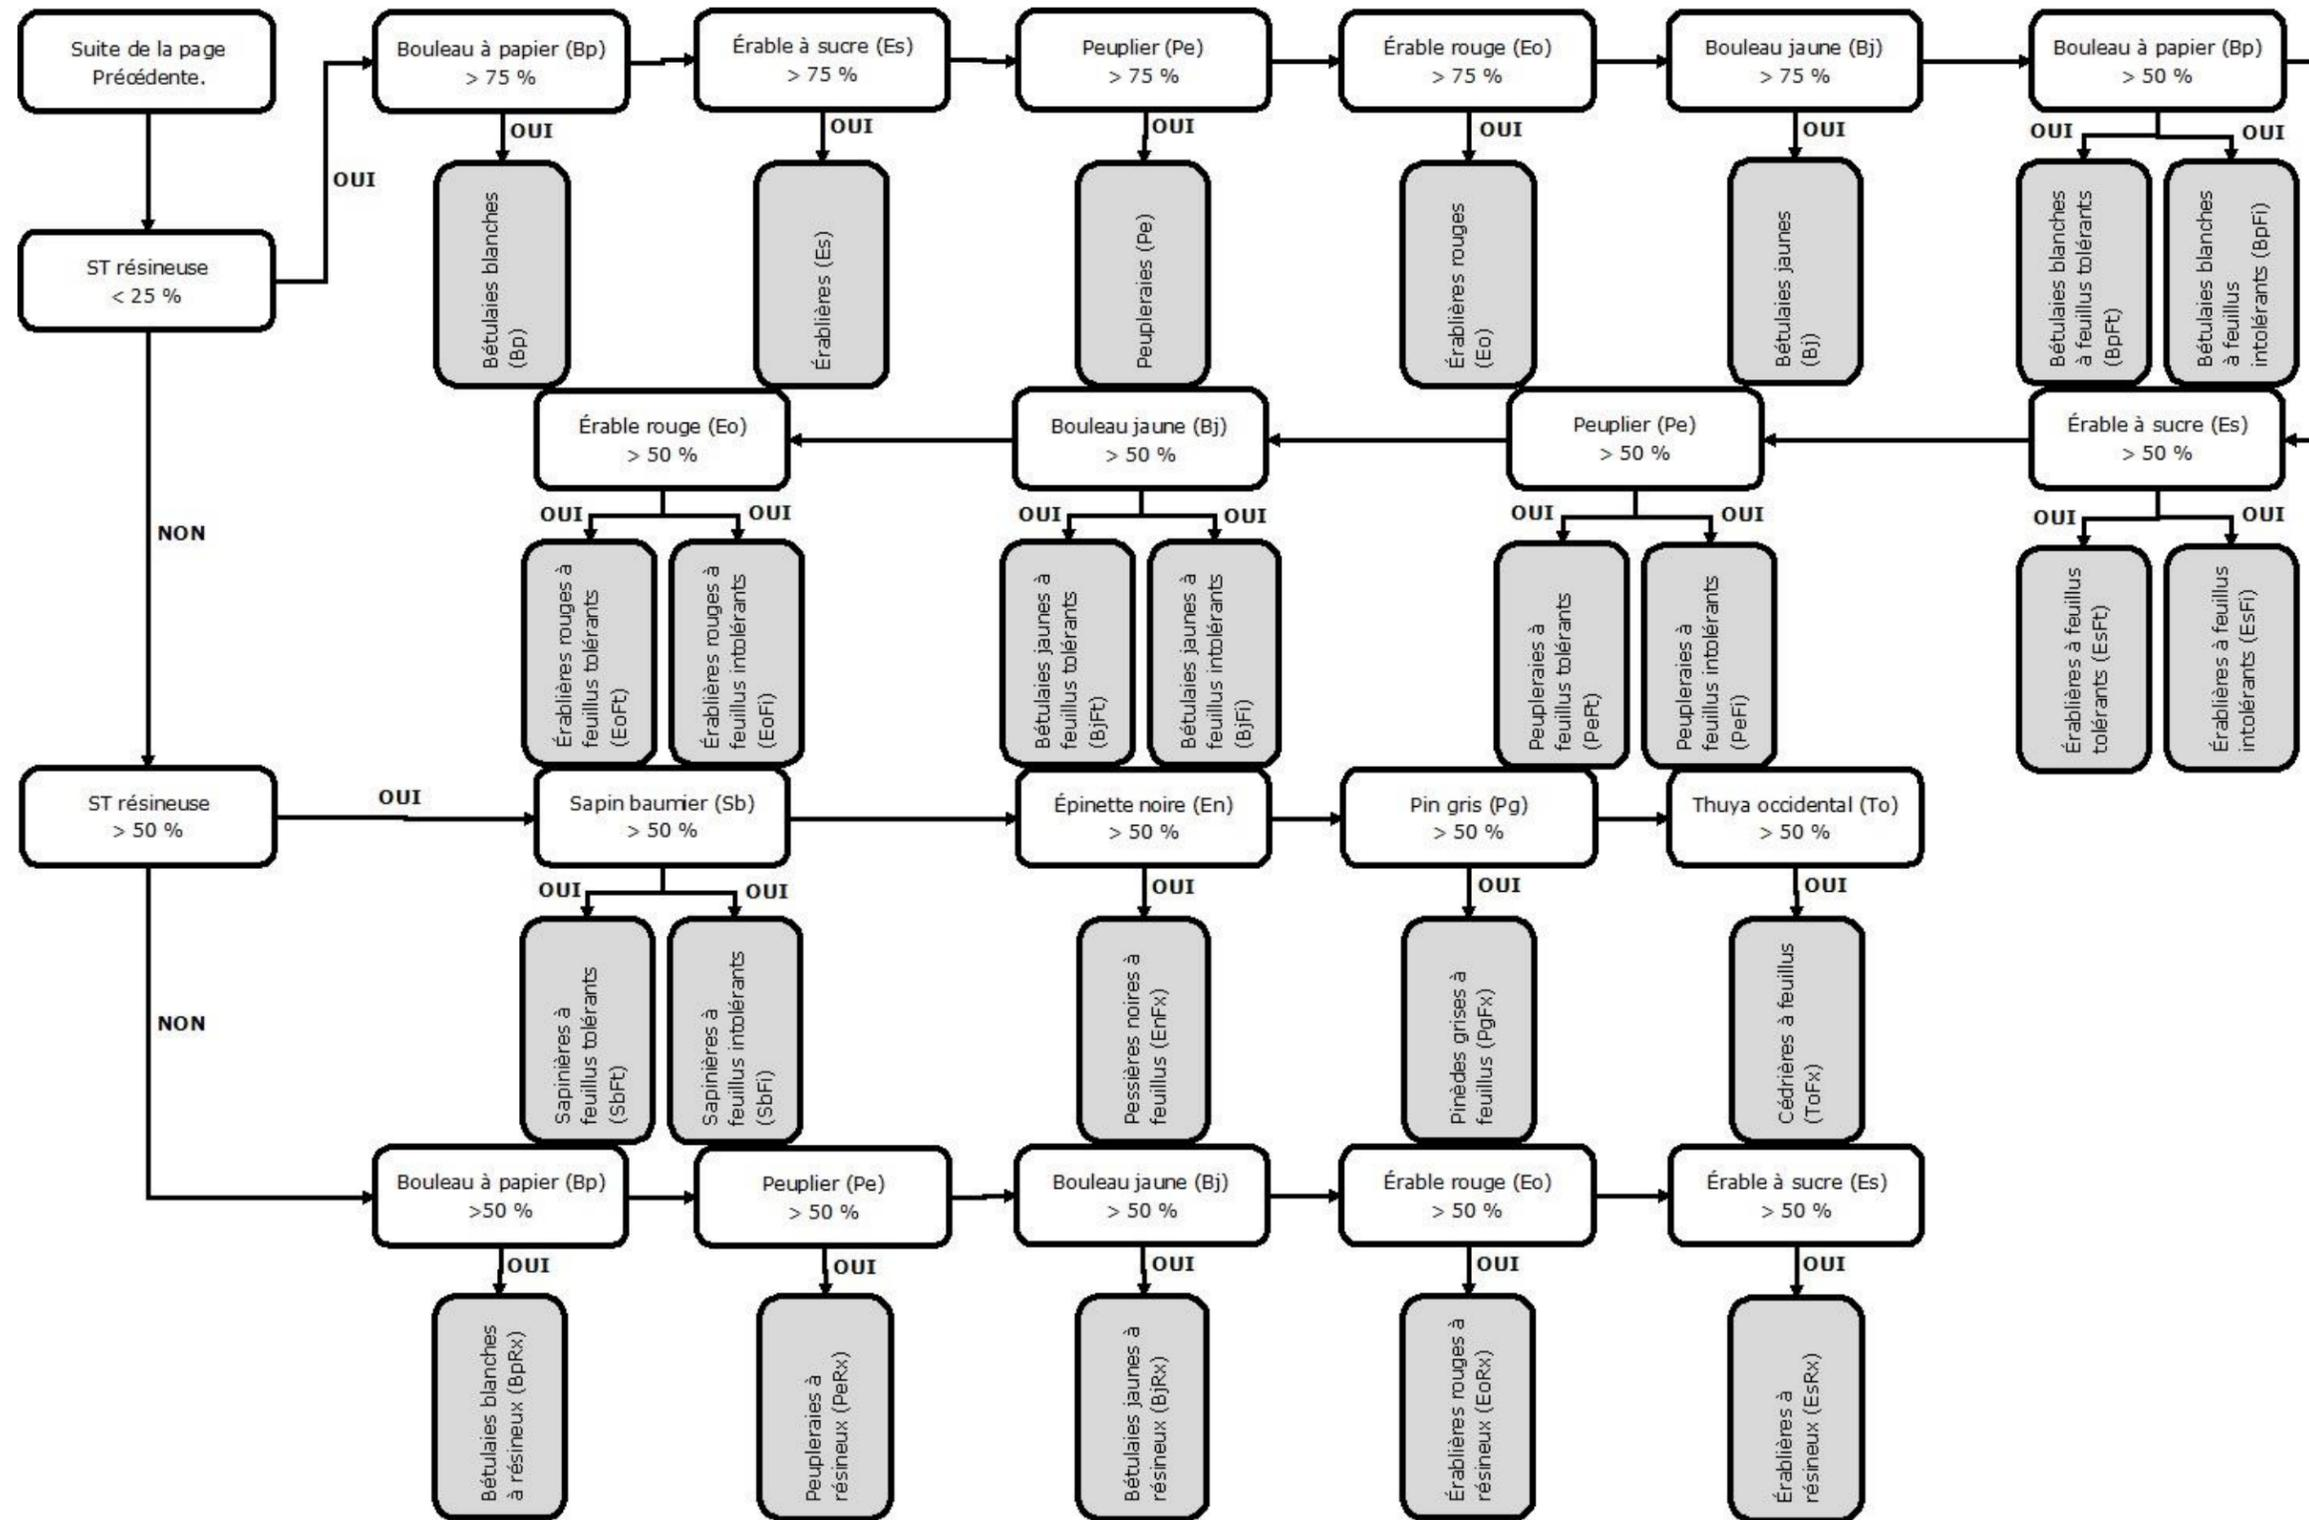 Suite de la page
Précédente.
Bouleau à papier (Bp)
> 75 %
Érable à sucre (Es)
> 75 %
Peuplier (Pe)
> 75 %
Érable rouge (Eo)
> 75 %
Bouleau jaune (Bj)
> 75 %
Bouleau à papier (Bp)
> 50 %
OUI
OUI
OUI
OUI
OUI
OUI
OUI
OUI
ST résineuse
< 25 %
Bétulaies blanches
(Bp)
Érablières (Es)
Peupleraies (Pe)
Érablières rouges
(Eo)
Bétulaies jaunes
(Bj)
Bétulaies blanches
à feuillus tolérants
(BpFt)
Bétulaies blanches
à feuillus
intolérants (BpFi)
Érable rouge (Eo)
> 50 %
Bouleau jaune (Bj)
> 50 %
Peuplier (Pe)
> 50 %
Érable à sucre (Es)
> 50 %
NON
OUI
OUI
OUI
OUI
OUI
OUI
OUI
OUI
Érablières rouges à
feuillus tolérants
(EoFt)
Érablières rouges à
feuillus intolérants
(EoFi)
Bétulaies jaunes à
feuillus tolérants
(BjFt)
Bétulaies jaunes à
feuillus intolérants
(BjFi)
Peupleraies à
feuillus tolérants
(PeFt)
Peupleraies à
feuillus intolérants
(PeFi)
Érablières à feuillus
tolérants (EsFt)
Érablières à feuillus
intolérants (EsFi)
ST résineuse
> 50 %
OUI
Sapin baumier (Sb)
> 50 %
Épinette noire (En)
> 50 %
Pin gris (Pg)
> 50 %
Thuya occidental (To)
> 50 %
OUI
OUI
OUI
OUI
OUI
NON
Sapinières à
feuillus tolérants
(SbFt)
Sapinières à
feuillus intolérants
(SbFi)
Pessières noires à
feuillus (EnFx)
Pinèdes grises à
feuillus (PgFx)
Cédrières à feuillus
(ToFx)
Bouleau à papier (Bp)
>50 %
Peuplier (Pe)
> 50 %
Bouleau jaune (Bj)
> 50 %
Érable rouge (Eo)
> 50 %
Érable à sucre (Es)
> 50 %
OUI
OUI
OUI
OUI
OUI
Bétulaies blanches
à résineux (BpRx)
Peupleraies à
résineux (PeRx)
Bétulaies jaunes à
résineux (BjRx)
Érablières rouges à
résineux (EoRx)
Érablières à
résineux (EsRx)